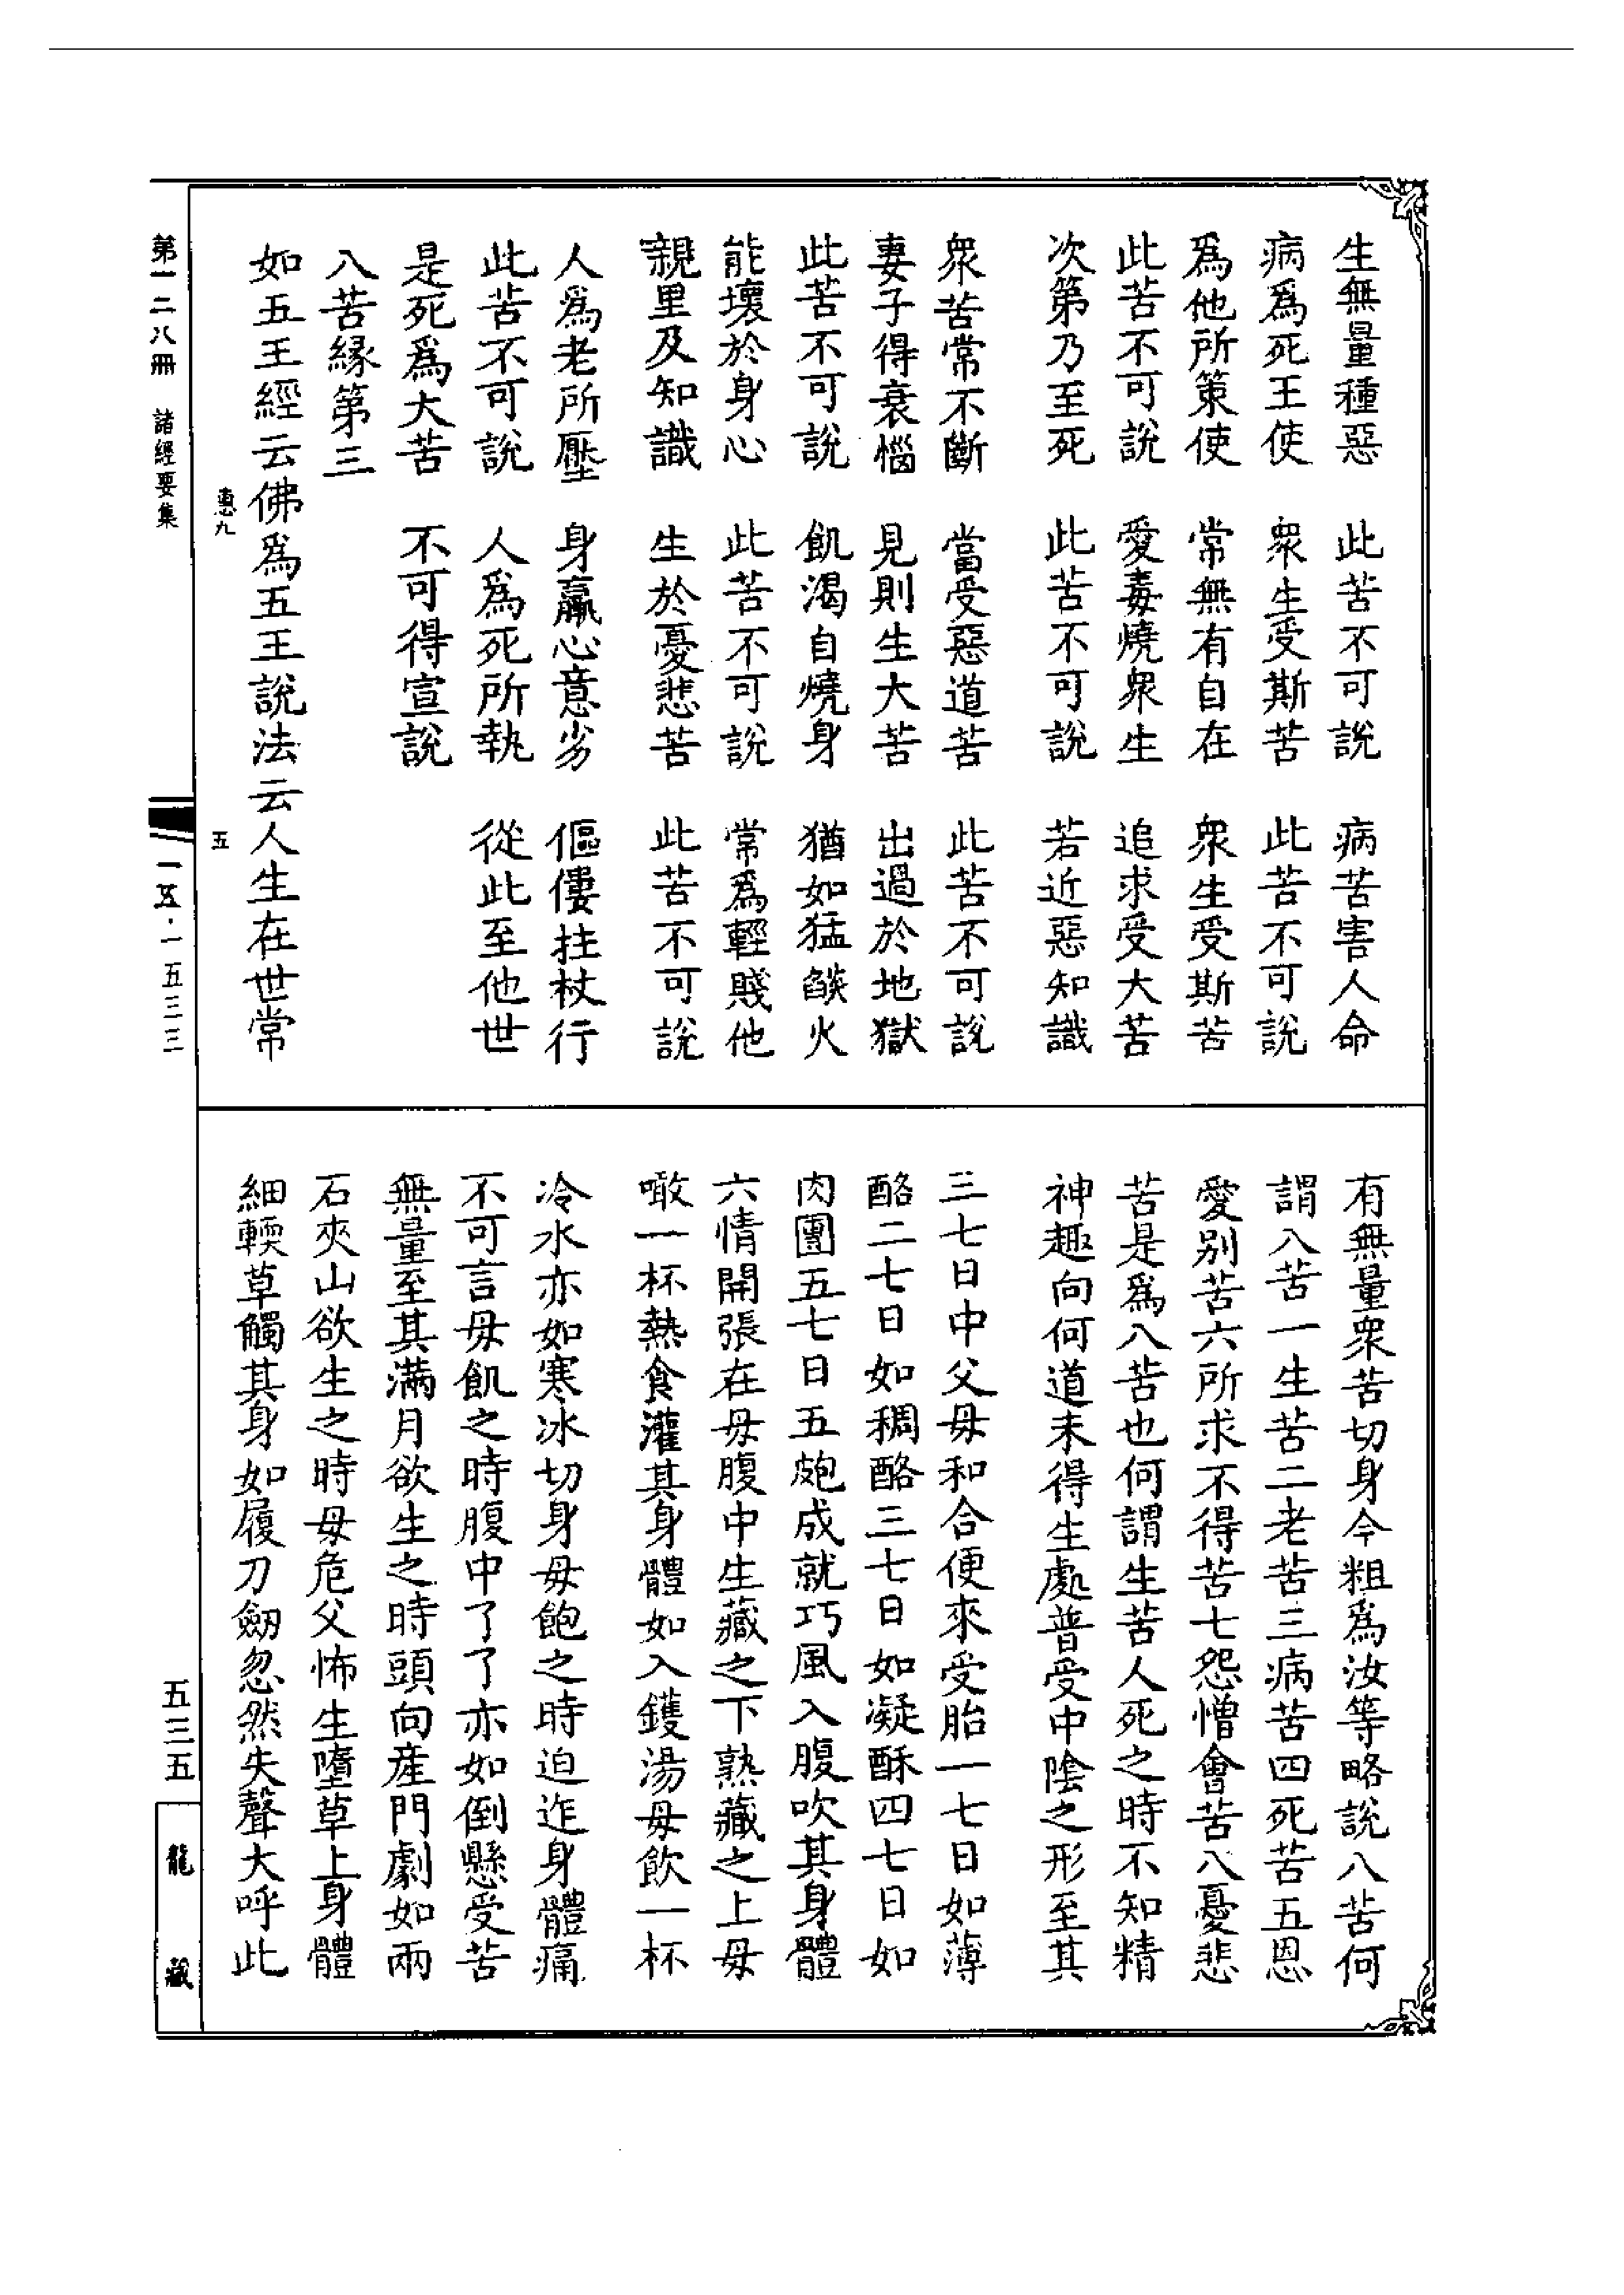 生無量種惡　此苦不可說　病苦害人命
病爲死王使　衆生受斯苦　此苦不可說
爲他所策使　常無有自在　衆生受斯苦
此苦不可說　愛毒燒衆生　追求受大苦
次第乃至死　此苦不可說　若近惡知識
衆苦常不斷　當受惡道苦　此苦不可說
妻子得衰惱　見則生大苦　出過於地獄
此苦不可說　飢渴自燒身　猶如猛燄火
能壞於身心　此苦不可說　常爲輕賤他
親里及知識　生於憂悲苦　此苦不可說
人爲老所壓　身羸心意劣　傴僂拄杖行
此苦不可說　人爲死所執　從此至他世
是死爲大苦　不可得宣說
八苦緣第三
如五王經云佛爲五王說法云人生在世常
有無量衆苦切身今粗爲汝等略說八苦何
謂八苦一生苦二老苦三病苦四死苦五恩
愛別苦六所求不得苦七怨憎會苦八憂悲
苦是爲八苦也何謂生苦人死之時不知精
神趣向何道未得生處普受中陰之形至其
三七日中父母和合便來受胎一七日如薄
酪二七日如稠酪三七日如凝酥四七日如
肉團五七日五皰成就巧風入腹吹其身體
六情開張在母腹中生藏之下熟藏之上母
噉一杯熱食灌其身體如入鑊湯母飲一杯
冷水亦如寒冰切身母飽之時迫迮身體痛
不可言母飢之時腹中了了亦如倒懸受苦
無量至其滿月欲生之時頭向產門劇如兩
石夾山欲生之時母危父怖生墮草上身體
細輭草觸其身如履刀劒忽然失聲大呼此
第一二八冊　諸經要集
惠九
五
一五·一五三三
五三五
龍藏